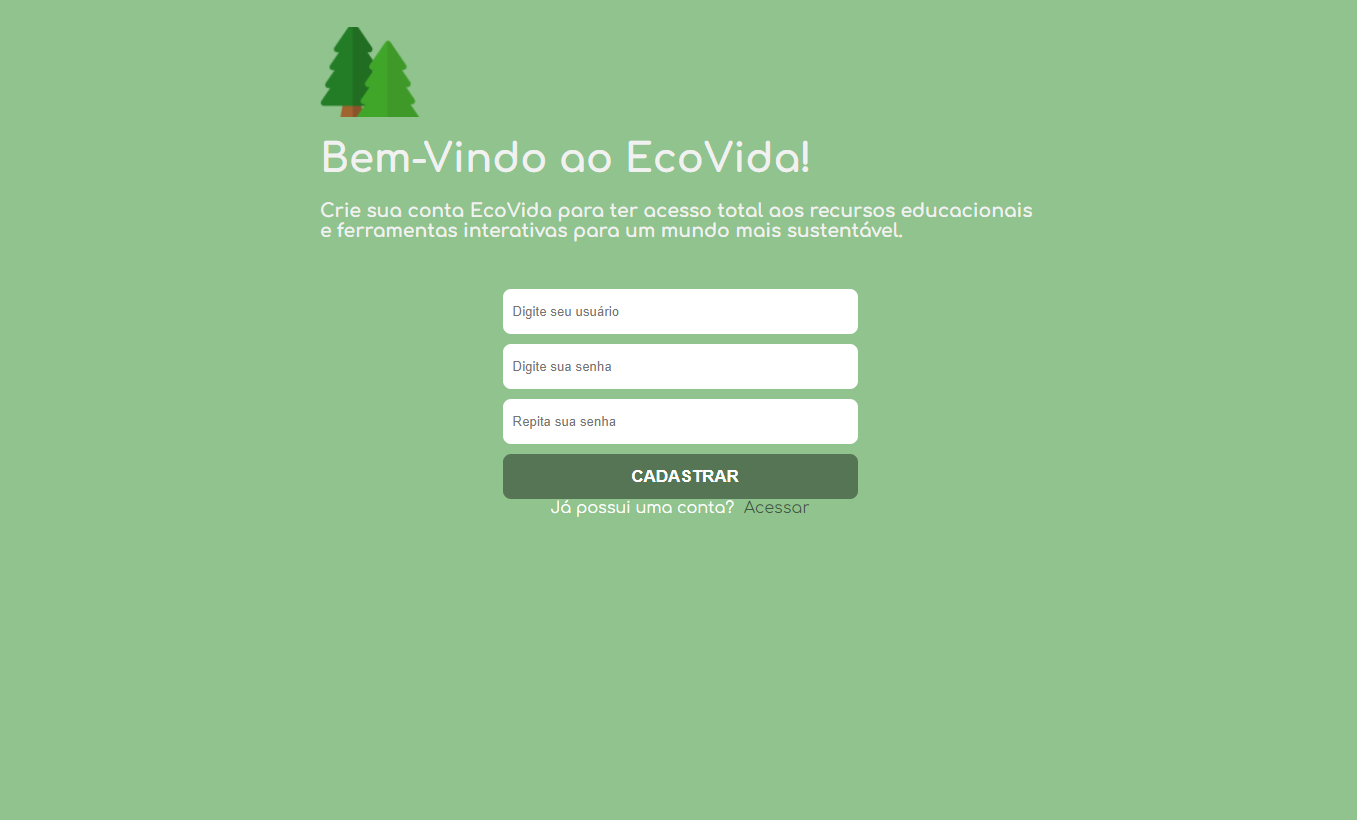 Bem-Vindo ao EcoVida!
Crie sua conta EcoVida para ter acesso total aos recursos educacionais
e ferramentas interativas para um mundo mais sustentável.
Digite seu usuário
Digite sua senha
Repita sua senha
CADASTRAR
Já possui uma conta? Acessar